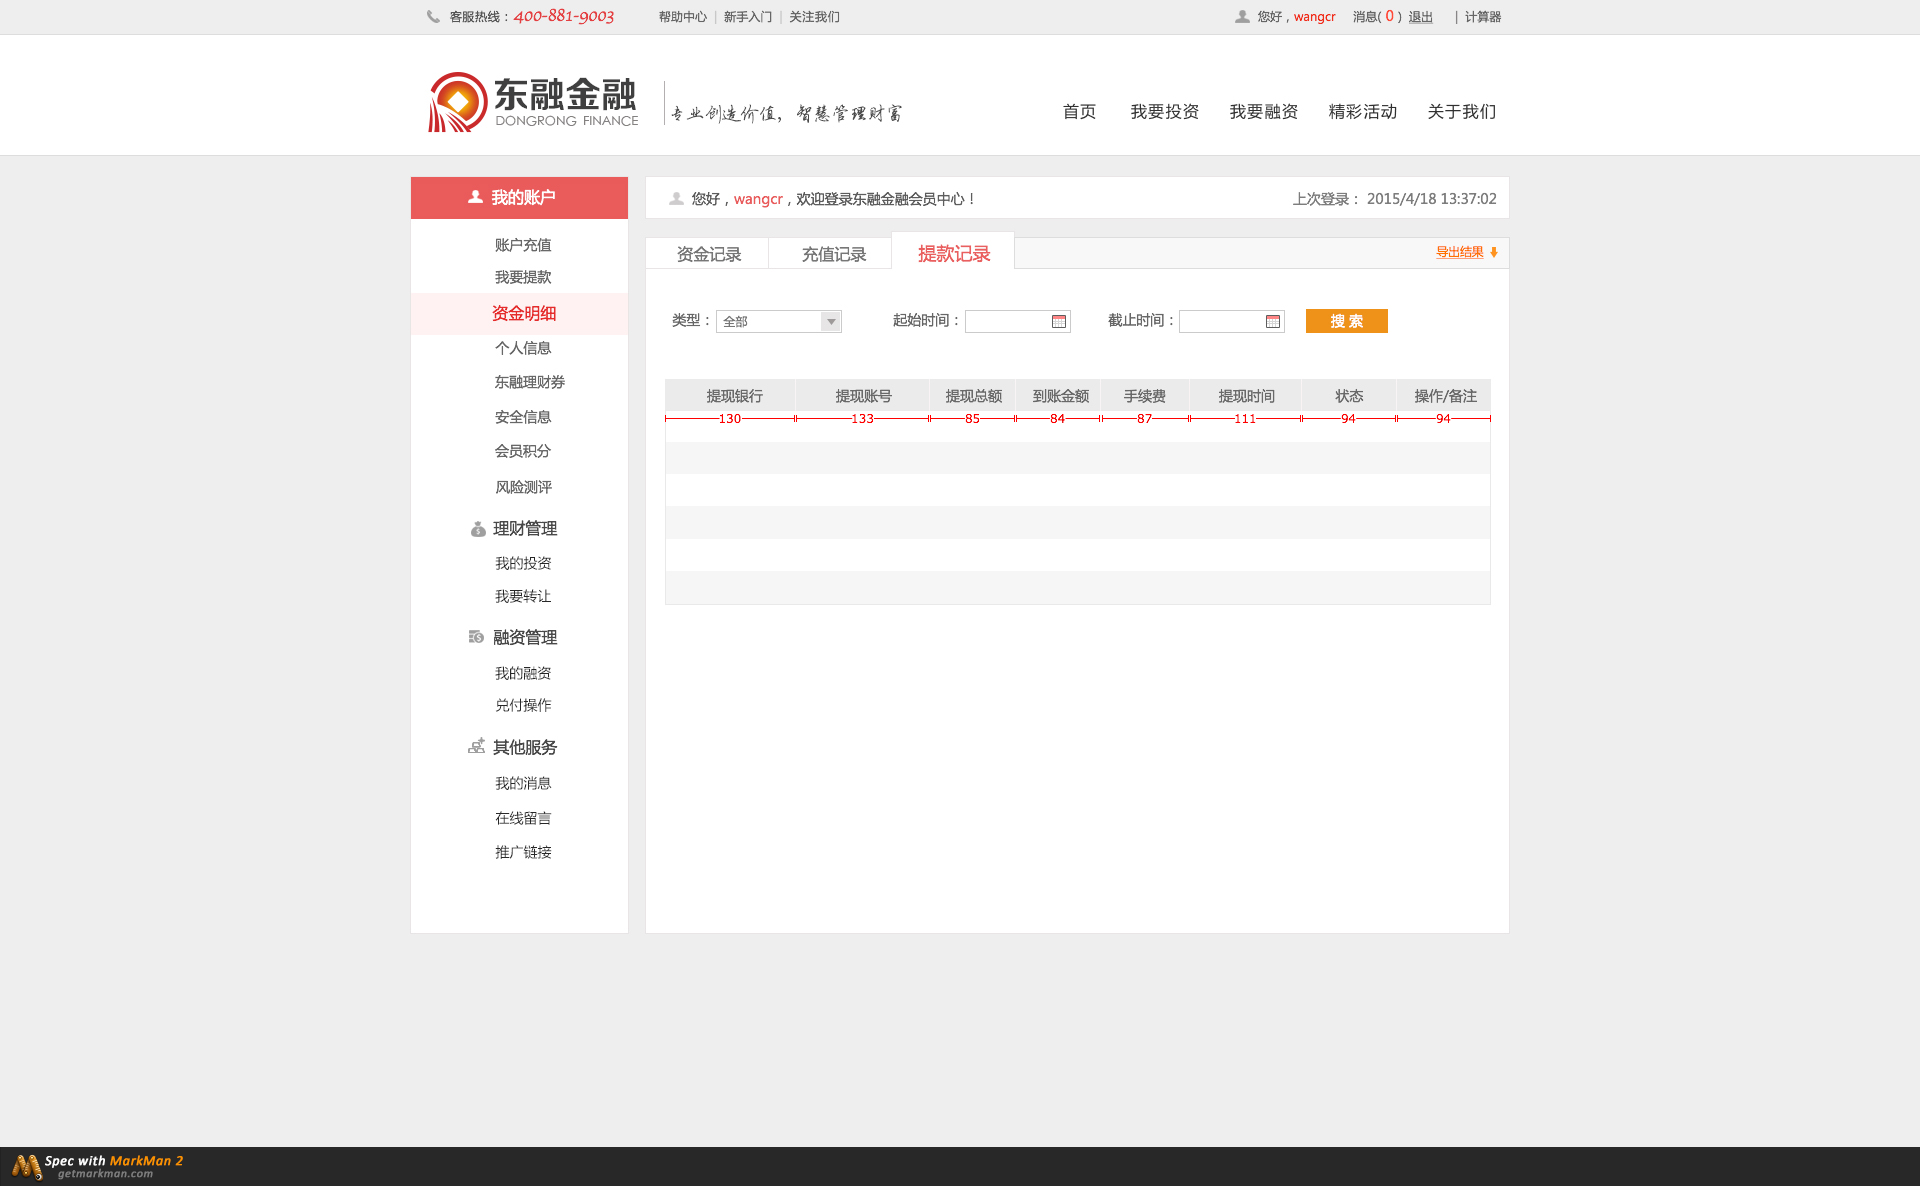 客服热线：400-881-9003 帮助中心 | 新手入门 | 关注我们 您好，wangcr 消息( 0 ) 退出 | 计算器
东融金融
DONGRONG FINANCE
专业创造价值，智慧管理财富
首页 我要投资 我要融资 精彩活动 关于我们
我的账户
账户充值
我要提款
资金明细
个人信息
东融理财券
安全信息
会员积分
风险测评
理财管理
我的投资
我要转让
融资管理
我的融资
兑付操作
其他服务
我的消息
在线留言
推广链接
您好，wangcr，欢迎登录东融金融会员中心！ 上次登录： 2015/4/18 13:37:02
资金记录 充值记录 提款记录 导出结果
类型： 全部 起始时间： 截止时间： 搜 索
提现银行 提现账号 提现总额 到账金额 手续费 提现时间 状态 操作/备注
130 133 85 84 87 111 94 94
Spec with MarkMan 2
getmarkman.com